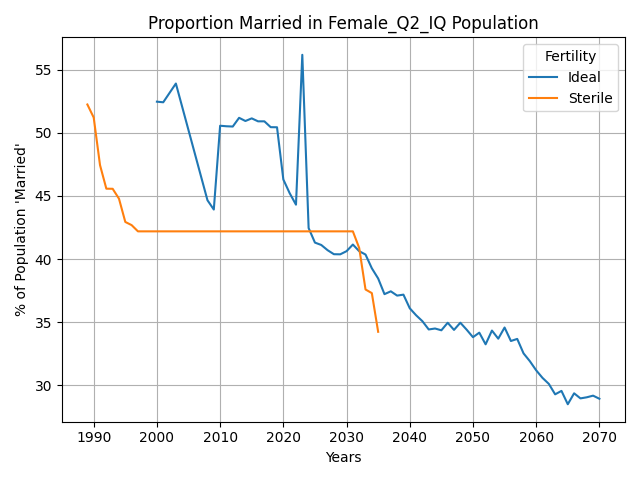 Proportion Married in Female_Q2_IQ Population
Fertility
Ideal
Sterile
% of Population 'Married'
55
50
45
40
35
30
1990
2000
2010
2020
2030
2040
2050
2060
2070
Years